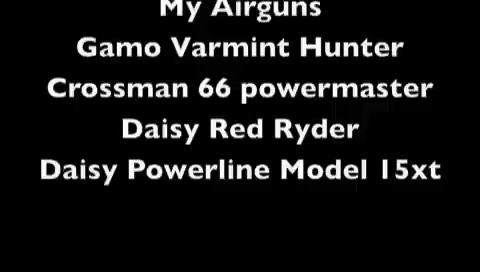 My Airguns
Gamo Varmint Hunter
Crossman 66 powermaster
Daisy Red Ryder
Daisy Powerline Model 15xt